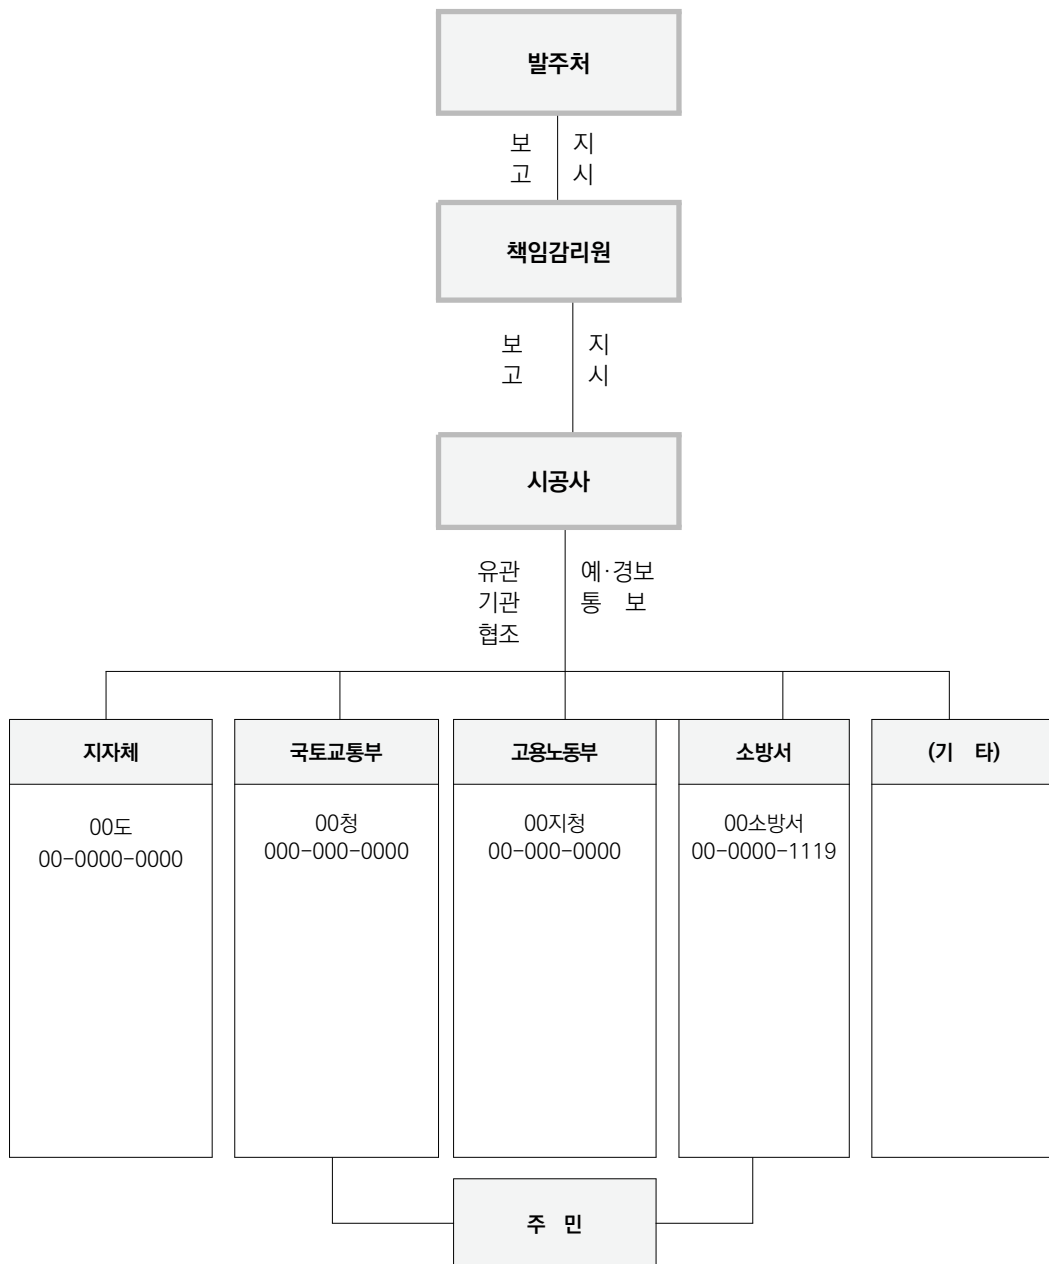 발주처
보 지
고 시
책임감리원
보 지
고 시
시공사
유관 예·경보
기관 통 보
협조
지자체 국토교통부 고용노동부 소방서 (기 타)
00도 00청 00지청 00소방서
00-0000-0000 000-000-0000 00-000-0000 00-0000-1119
주 민